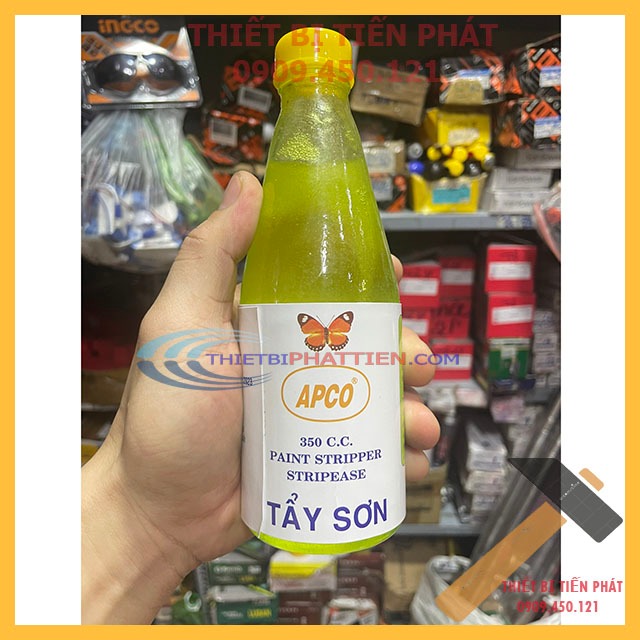 INGCO
THIẾT BỊ TIẾN PHÁT
0909.450.121
THIETBIPHATTIEN.COM
APCO®
350 C.C.
PAINT STRIPPER
STRIPEASE
TẨY SƠN
THIẾT BỊ TIẾN PHÁT
0909.450.121